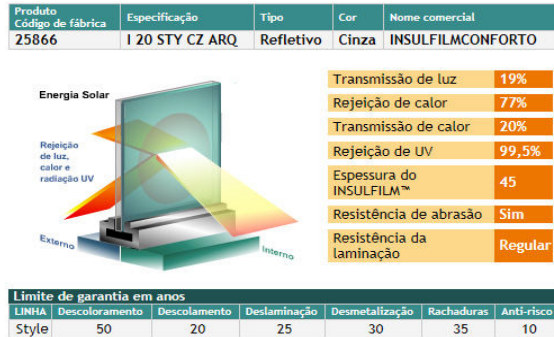 Produto
Código de fábrica Especificação Tipo Cor Nome comercial
25866 I 20 STY CZ ARQ Refletivo Cinza INSULFILMCONFORTO
Energia Solar
Rejeição
de luz,
calor e
radiação UV
Externo
Interno
Transmissão de luz 19%
Rejeição de calor 77%
Transmissão de calor 20%
Rejeição de UV 99,5%
Espessura do
INSULFILM™ 45
Resistência de abrasão Sim
Resistência da
laminação Regular
Limite de garantia em anos
LINHA Descoloramento Descolamento Deslaminação Desmetalização Rachaduras Anti-risco
Style 50 20 25 30 35 10